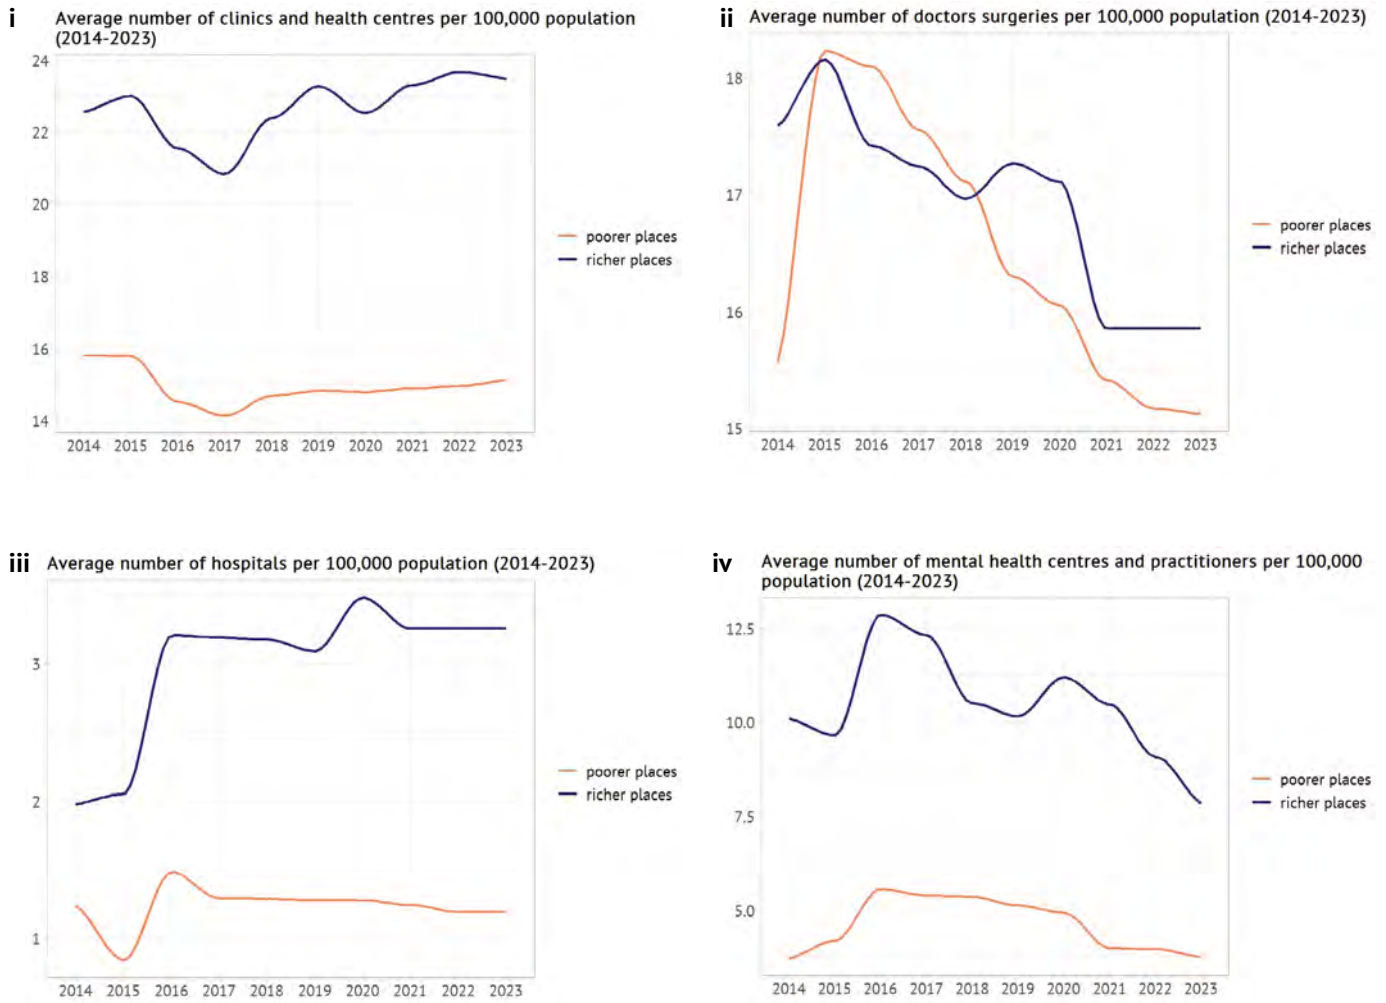 i
Average number of clinics and health centres per 100,000 population
(2014-2023)
24
22
20
18
16
14
2014 2015 2016 2017 2018 2019 2020 2021 2022 2023
poorer places
richer places
ii
Average number of doctors surgeries per 100,000 population (2014-2023)
18
17
16
15
2014 2015 2016 2017 2018 2019 2020 2021 2022 2023
poorer places
richer places
iii
Average number of hospitals per 100,000 population (2014-2023)
3
2
1
2014 2015 2016 2017 2018 2019 2020 2021 2022 2023
poorer places
richer places
iv
Average number of mental health centres and practitioners per 100,000
population (2014-2023)
12.5
10.0
7.5
5.0
2014 2015 2016 2017 2018 2019 2020 2021 2022 2023
poorer places
richer places